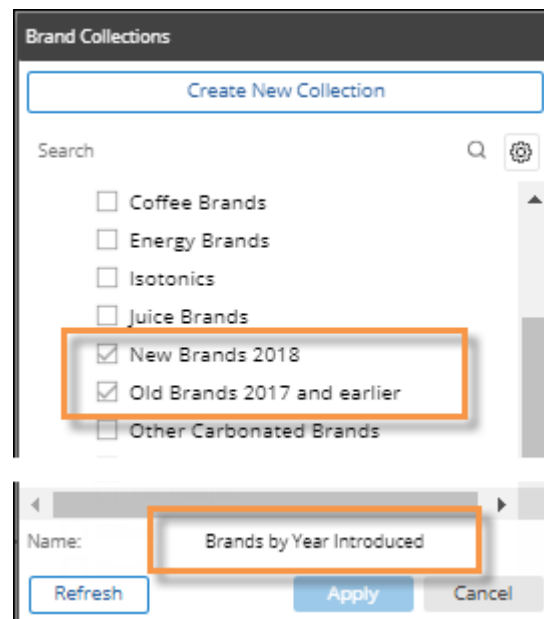 Brand Collections
Create New Collection
Search
Coffee Brands
Energy Brands
Isotonics
Juice Brands
New Brands 2018
Old Brands 2017 and earlier
Other Carbonated Brands
Name: Brands by Year Introduced
Refresh Apply Cancel